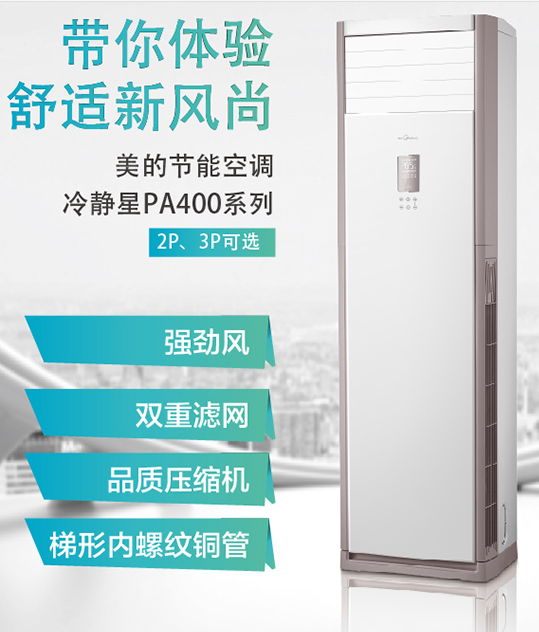 带你体验
舒适新风尚
美的节能空调
冷静星PA400系列
2P、3P可选
强劲风
双重滤网
品质压缩机
梯形内螺纹铜管